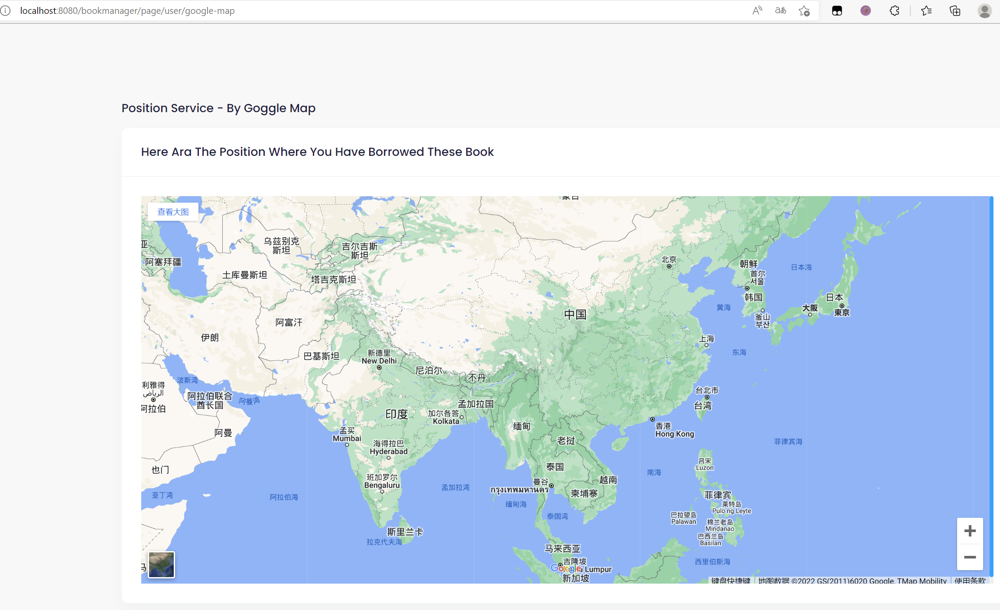 localhost:8080/bookmanager/page/user/google-map
Position Service - By Goggle Map
Here Ara The Position Where You Have Borrowed These Book
查看大图
蒙古
乌兹别克
斯坦
吉尔吉斯
斯坦
亚
阿塞拜疆
北京
朝鲜
日本海
土库曼斯坦
塔吉克斯坦
首尔
서울
韩国
日本
東京
大阪
黄海
中国
釜山
부산
阿富汗
伊朗
上海
巴基斯坦
新德里
New Delhi
东海
尼泊尔
不丹
波斯湾
利雅得
الرياض
阿拉伯
阿拉伯联合
酋长国
阿曼湾
台北市
台湾
孟加拉国
印度
加尔各答
Kolkata
缅甸
香港
Hong Kong
阿曼
孟买
Mumbai
老挝
菲律宾海
海得拉巴
Hyderabad
吕宋
Luzon
也门
泰国
南海
班加罗尔
Bengaluru
越南
曼谷
กรุงเทพมหานคร
孟加拉湾
柬埔寨
菲律宾
亚丁湾
阿拉伯海
缅甸海
莱特岛
Pulo ng Leyte
泰国湾
巴拉望岛
Palawan
棉兰老岛
Mindanao
斯里兰卡
拉克代夫海
巴西兰岛
Basilan
马来西亚
西里伯斯海
吉隆坡
Google
Lumpur
新加坡
键盘快捷键
地图数据 ©2022 GS(2011)6020 Google, TMap Mobility
使用条款